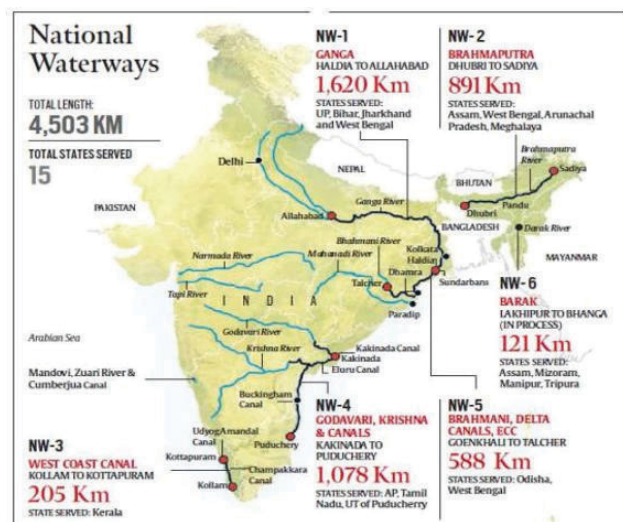 National
Waterways
TOTAL LENGTH:
4,503 KM
TOTAL STATES SERVED
15
NW-1
GANGA
HALDIA TO ALLAHABAD
1,620 Km
STATES SERVED:
UP, Bihar, Jharkhand
and West Bengal
NW-2
BRAHMAPUTRA
DHUBRI TO SADIYA
891 Km
STATES SERVED:
Assam, West Bengal, Arunachal
Pradesh, Meghalaya
Delhi
NEPAL
Brahmaputra
River
Sadiya
BHUTAN
Pandu
Dhubri
PAKISTAN
Allahabad
Ganga River
BANGLADESH
Darak River
MAYANMAR
Narmada River
Bhahmani River
Mahanadi River
Kolkata
Haldia
Dhamra
Talcher
Sundarbans
Tapi River
INDIA
Paradip
NW-6
BARAK
LAKHIPUR TO BHANGA
(IN PROCESS)
121 Km
STATES SERVED:
Assam, Mizoram,
Manipur, Tripura
Arabian Sea
Godavari River
Krishna River
Kakinada Canal
Kakinada
Eluru Canal
Mandovi, Zuari River &
Cumberjua Canal
Buckingham
Canal
NW-4
GODAVARI, KRISHNA
& CANALS
KAKINADA TO
PUDUCHERY
1,078 Km
STATES SERVED: AP, Tamil
Nadu, UT of Puducherry
NW-5
BRAHMANI, DELTA
CANALS, ECC
GOENKHALI TO TALCHER
588 Km
STATES SERVED: Odisha,
West Bengal
Udyog Amandal
Canal
Puduchery
NW-3
WEST COAST CANAL
KOLLAM TO KOTTAPURAM
205 Km
STATE SERVED: Kerala
Kottapuram
Champakkara
Canal
Kollam